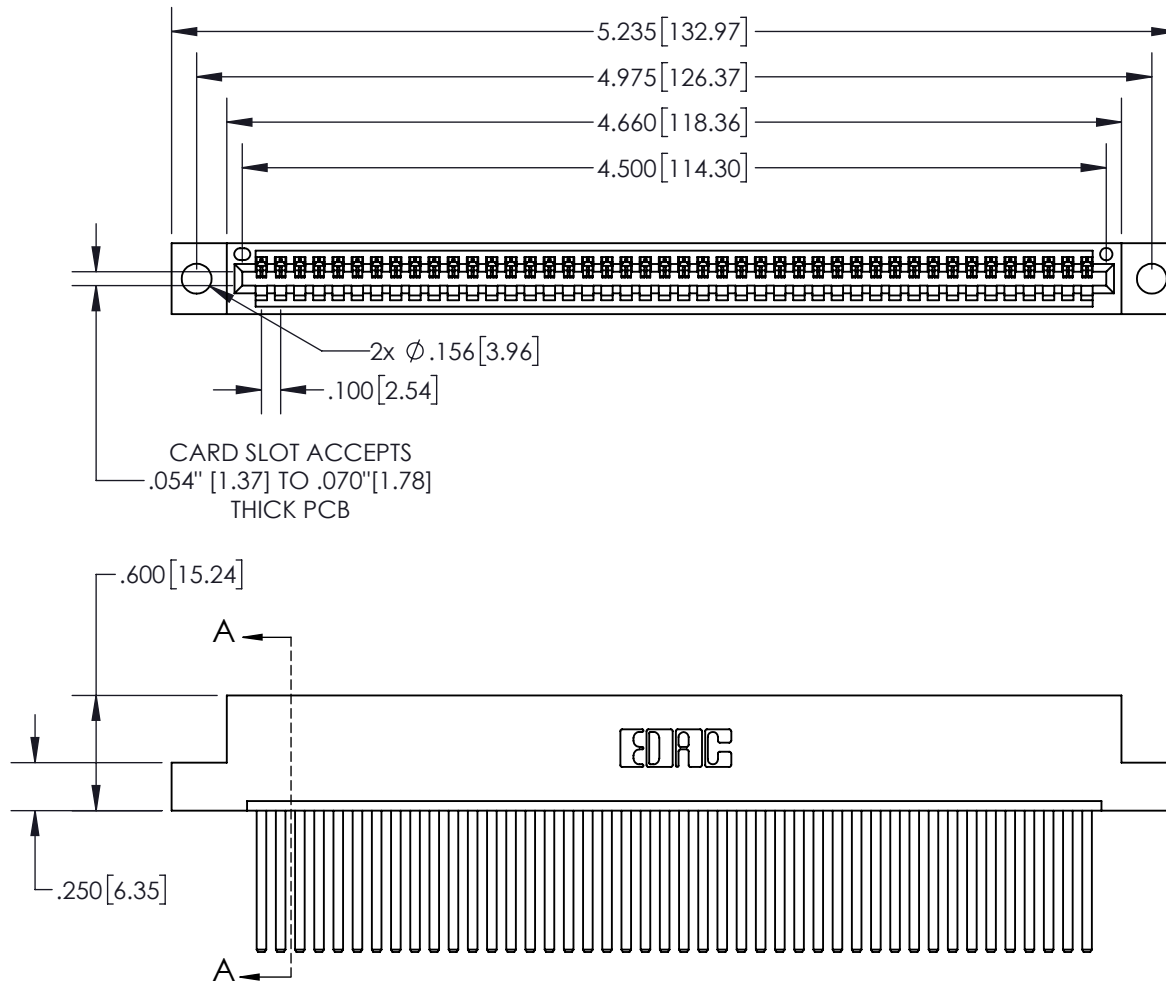 5.235[132.97]
4.975[126.37]
4.660[118.36]
4.500[114.30]
2x Ø.156[3.96]
.100[2.54]
CARD SLOT ACCEPTS
.054" [1.37] TO .070"[1.78]
THICK PCB
.600[15.24]
A
EDAC
.250[6.35]
A